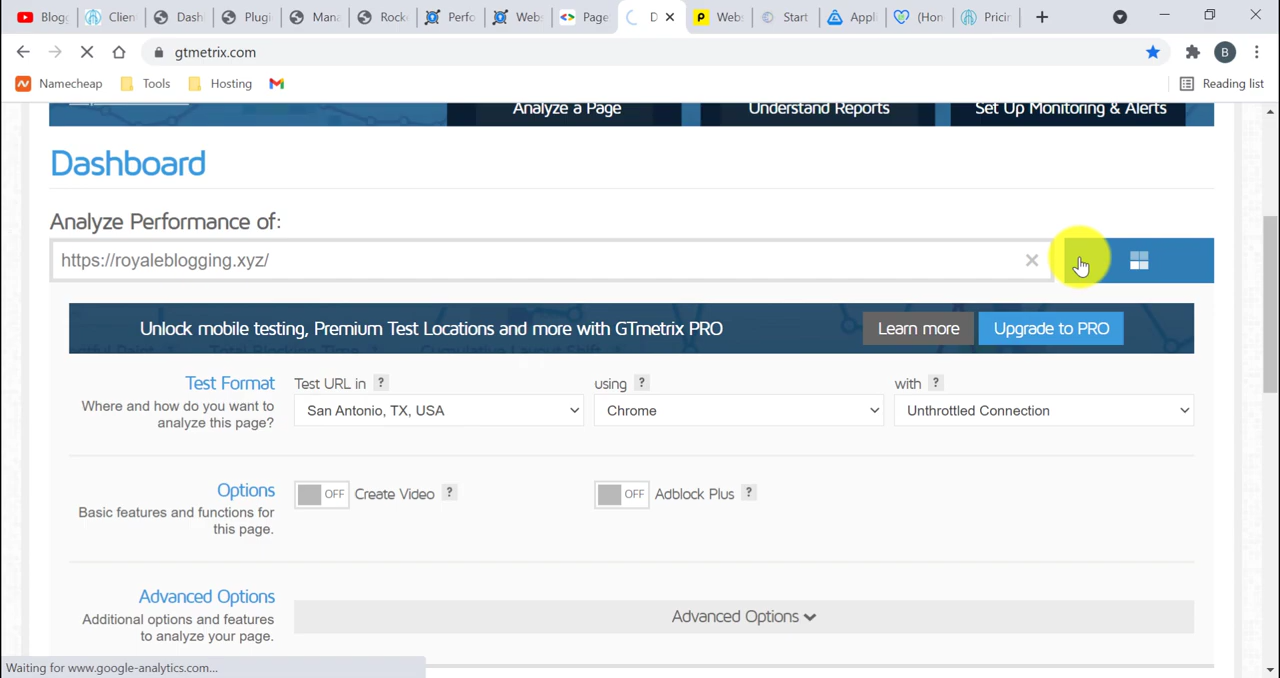 Blogg
Clien
Dash
Plugi
Mana
Rock
Perfo
Webs
Page
D
Webs
Start
Appli
(Hon
Pricin
gtmetrix.com
B
Namecheap
Tools
Hosting
Reading list
Analyze a Page
Understand Reports
Set Up Monitoring & Alerts
Dashboard
Analyze Performance of:
https://royaleblogging.xyz/
Unlock mobile testing, Premium Test Locations and more with GTmetrix PRO
Learn more
Upgrade to PRO
Test Format
Where and how do you want to
analyze this page?
Test URL in ?
San Antonio, TX, USA
using ?
Chrome
with ?
Unthrottled Connection
Options
Basic features and functions for
this page.
OFF Create Video ?
OFF Adblock Plus ?
Advanced Options
Additional options and features
to analyze your page.
Advanced Options
Waiting for www.google-analytics.com...